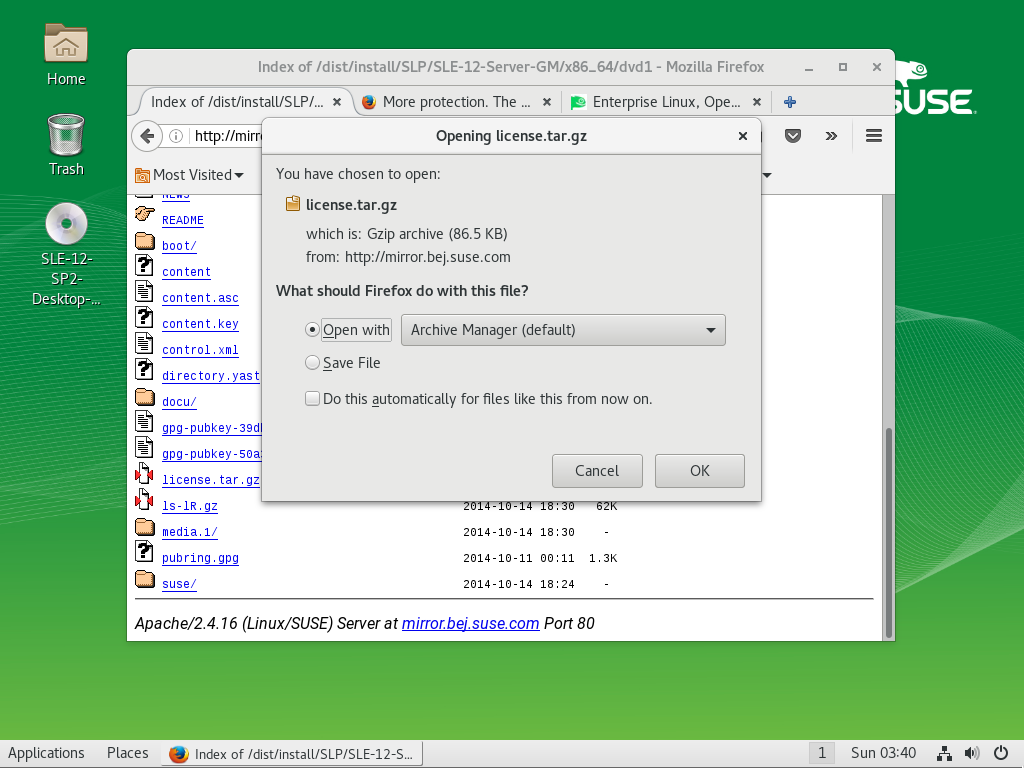 Home
Trash
SLE-12-
SP2-
Desktop-...
SUSE
Index of /dist/install/SLP/SLE-12-Server-GM/x86_64/dvd1 - Mozilla Firefox
Index of /dist/install/SLP/...
More protection. The ...
Enterprise Linux, Ope...
http://mirr
Most Visited
Opening license.tar.gz
You have chosen to open:
license.tar.gz
which is: Gzip archive (86.5 KB)
from: http://mirror.bej.suse.com
What should Firefox do with this file?
Open with
Archive Manager (default)
Save File
Do this automatically for files like this from now on.
Cancel
OK
NEWS
README
boot/
content
content.asc
content.key
control.xml
directory.yast
docu/
gpg-pubkey-39d
gpg-pubkey-50a
license.tar.gz
ls-lR.gz 2014-10-14 18:30 62K
media.1/ 2014-10-14 18:30 -
pubring.gpg 2014-10-11 00:11 1.3K
suse/ 2014-10-14 18:24 -
Apache/2.4.16 (Linux/SUSE) Server at mirror.bej.suse.com Port 80
Applications Places Index of /dist/install/SLP/SLE-12-S... 1 Sun 03:40